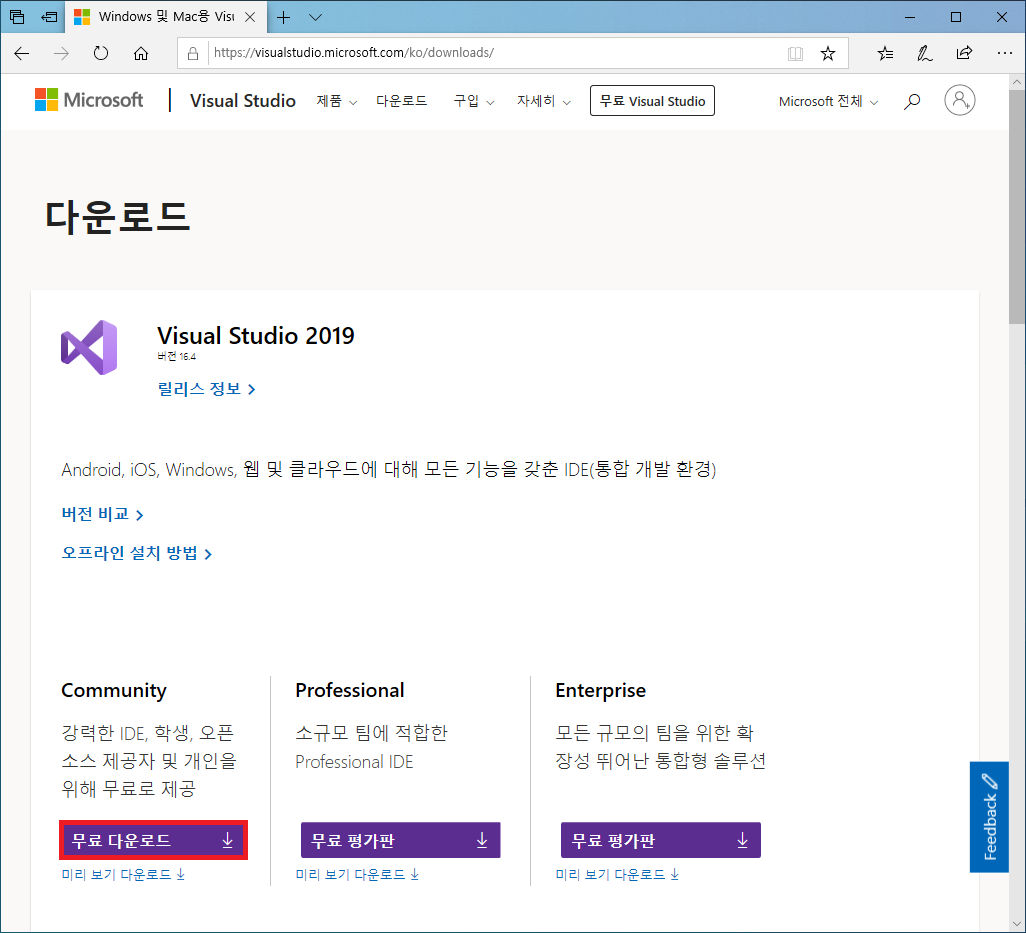 Windows 및 Mac용 Visu
https://visualstudio.microsoft.com/ko/downloads/
Microsoft Visual Studio 제품 다운로드 구입 자세히 무료 Visual Studio Microsoft 전체
다운로드
Visual Studio 2019
버전 16.4
릴리스 정보
Android, iOS, Windows, 웹 및 클라우드에 대해 모든 기능을 갖춘 IDE(통합 개발 환경)
버전 비교
오프라인 설치 방법
Community
강력한 IDE, 학생, 오픈
소스 제공자 및 개인을
위해 무료로 제공
무료 다운로드
미리 보기 다운로드
Professional
소규모 팀에 적합한
Professional IDE
무료 평가판
미리 보기 다운로드
Enterprise
모든 규모의 팀을 위한 확
장성 뛰어난 통합형 솔루션
무료 평가판
미리 보기 다운로드
Feedback